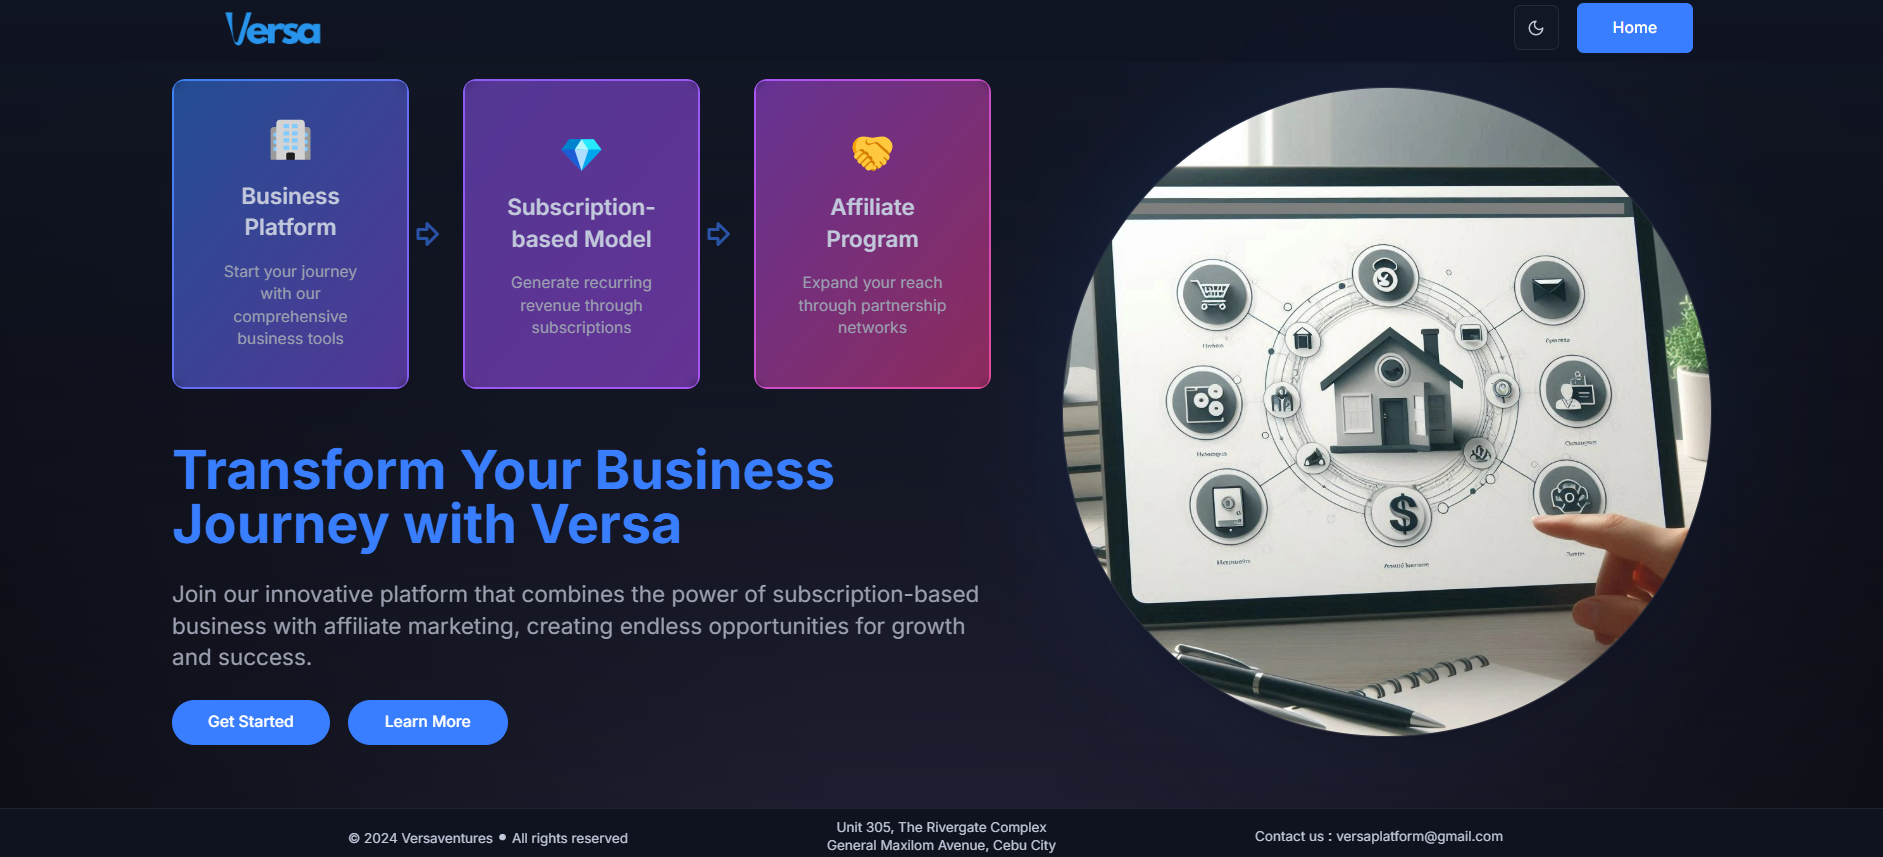 Versa
Home
Business
Platform
Start your journey
with our
comprehensive
business tools
Subscription-
based Model
Generate recurring
revenue through
subscriptions
Affiliate
Program
Expand your reach
through partnership
networks
Transform Your Business
Journey with Versa
Join our innovative platform that combines the power of subscription-based
business with affiliate marketing, creating endless opportunities for growth
and success.
Get Started
Learn More
$
© 2024 Versaventures • All rights reserved
Unit 305, The Rivergate Complex
General Maxilom Avenue, Cebu City
Contact us : versaplatform@gmail.com